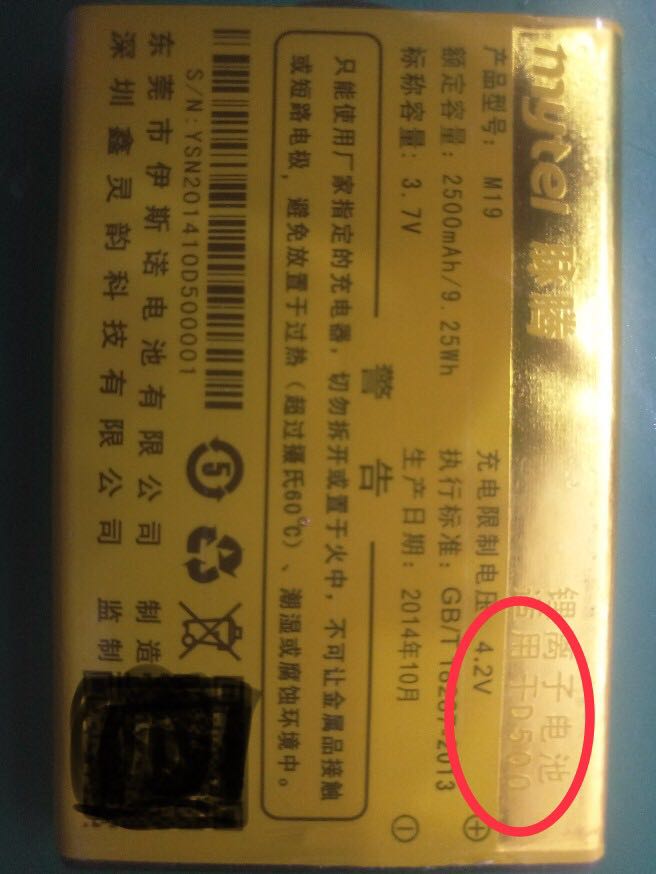 mytel 脉腾
锂离子电池
适用于D500
产品型号: M19
充电限制电压: 4.2V
额定容量: 2500mAh/9.25Wh
执行标准: GB/T 18287-2013
标称容量: 3.7V
生产日期: 2014年10月
警告
只能使用厂家指定的充电器，切勿拆开或置于火中，不可让金属品接触
或短路电极，避免放置于过热（超过摄氏60℃）、潮湿或腐蚀环境中。
S/N:YSN201410D500001
5
东莞市伊斯诺电池有限公司 制造
深圳鑫灵韵科技有限公司 监制